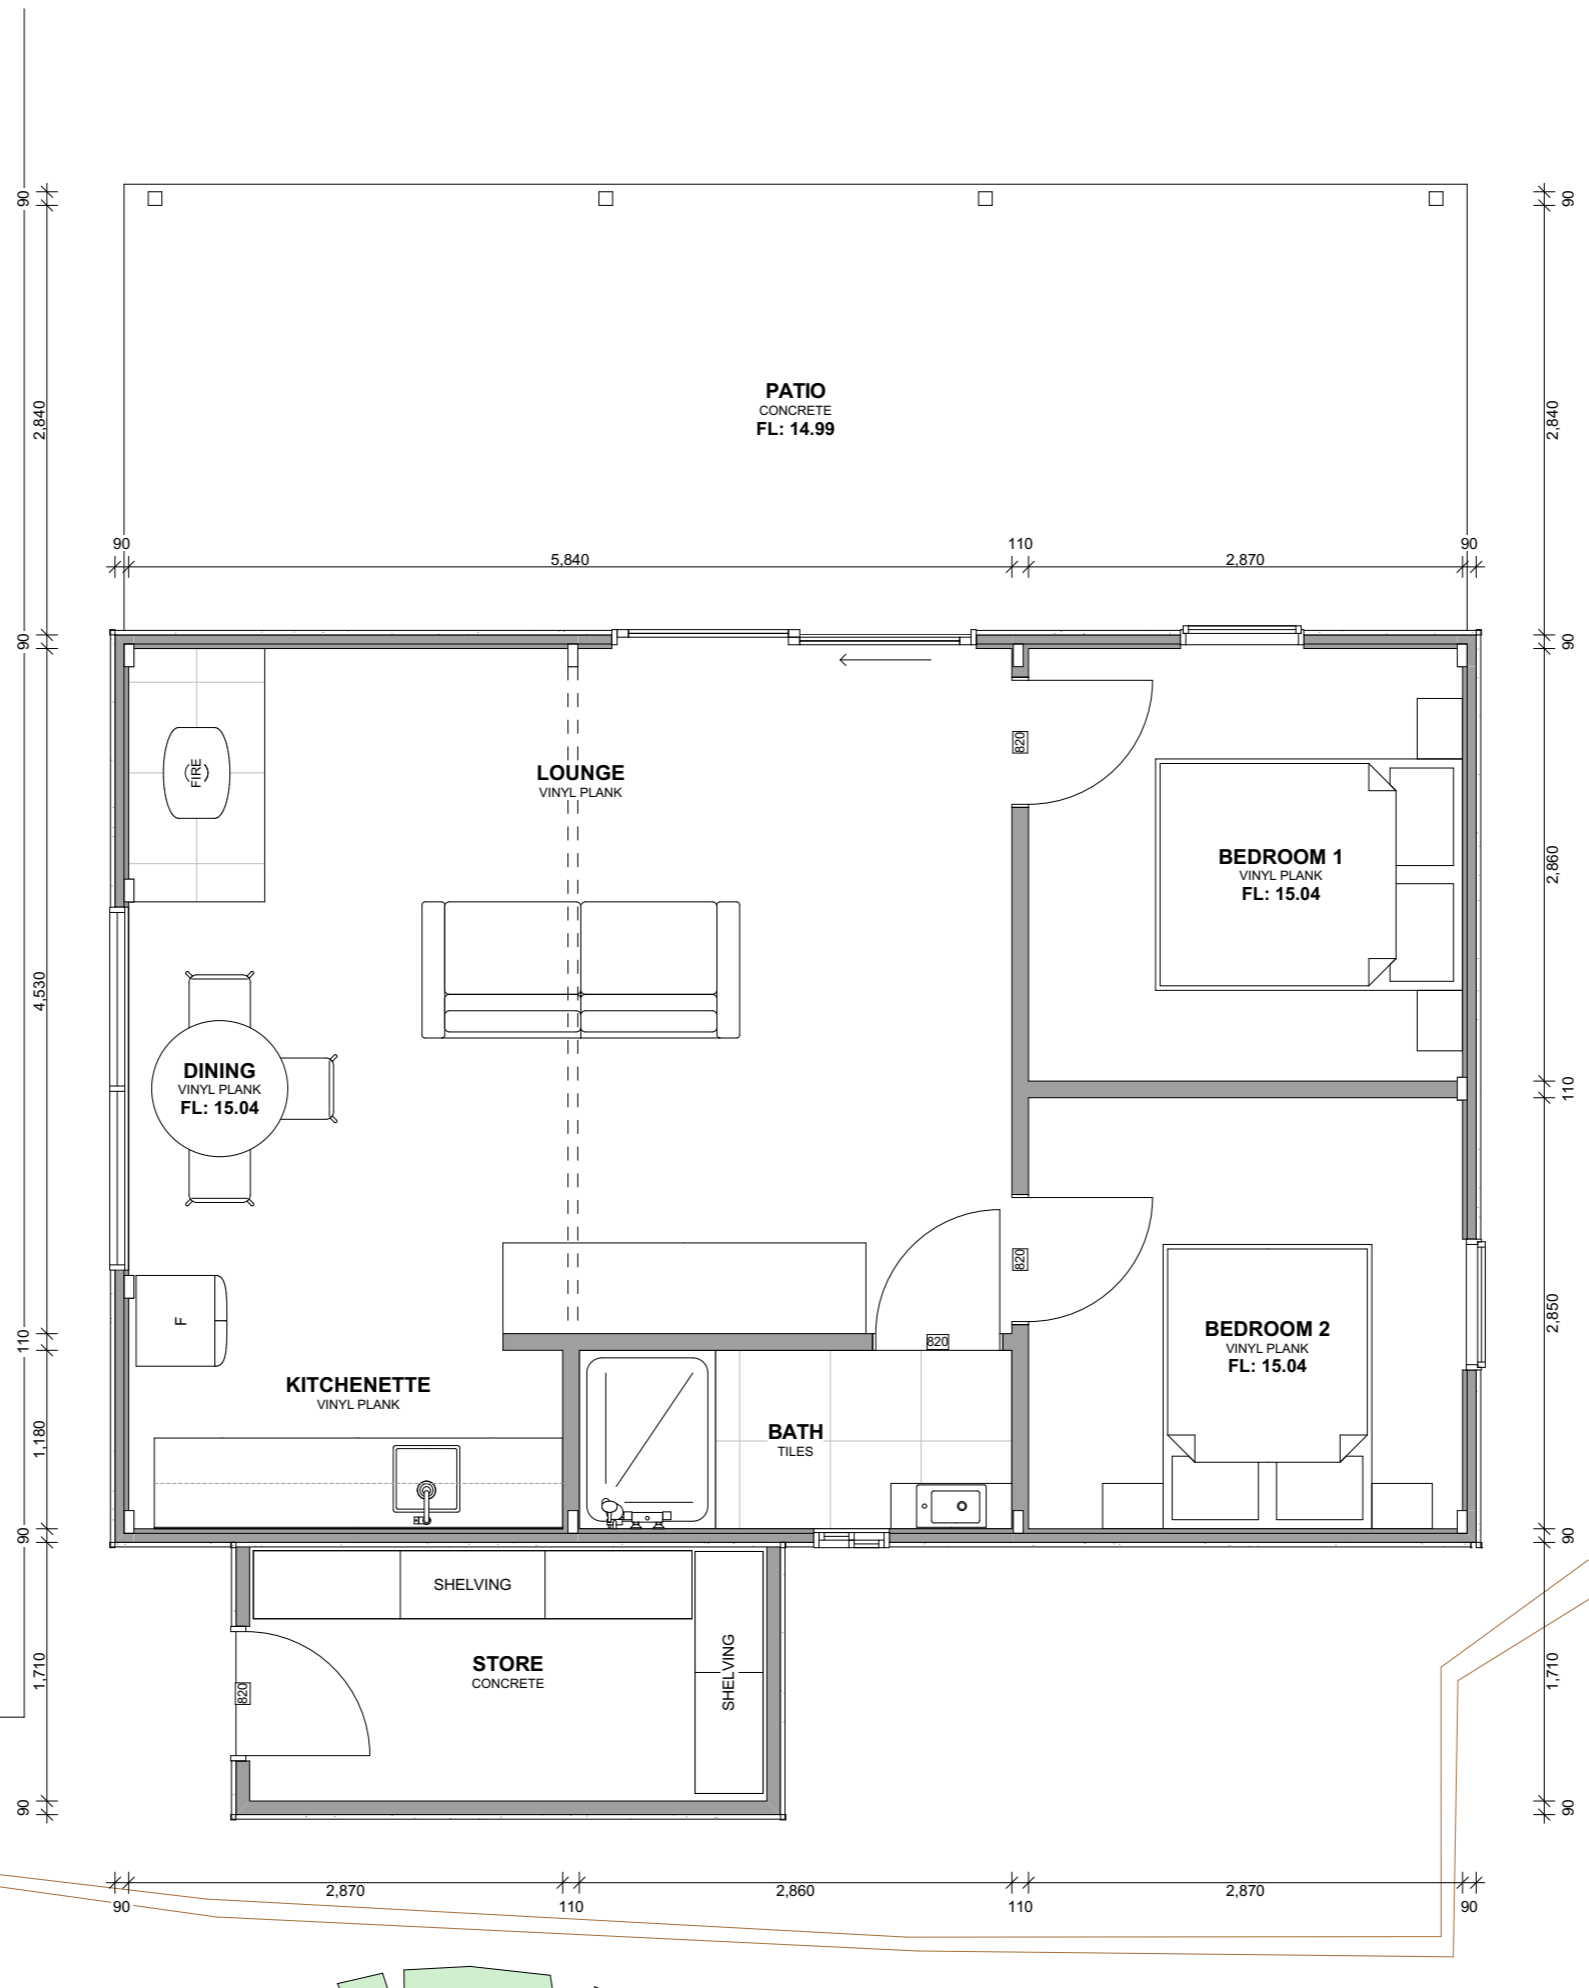 90
90
2,840
2,840
PATIO
CONCRETE
FL: 14.99
90
5,840
110
2,870
90
90
90
FIRE
820
LOUNGE
VINYL PLANK
BEDROOM 1
VINYL PLANK
FL: 15.04
2,860
4,530
DINING
VINYL PLANK
FL: 15.04
110
820
F
110
820
2,850
BEDROOM 2
VINYL PLANK
FL: 15.04
KITCHENETTE
VINYL PLANK
BATH
TILES
1,180
90
90
SHELVING
STORE
CONCRETE
SHELVING
820
1,710
1,710
90
90
90
2,870
110
2,860
110
2,870
90